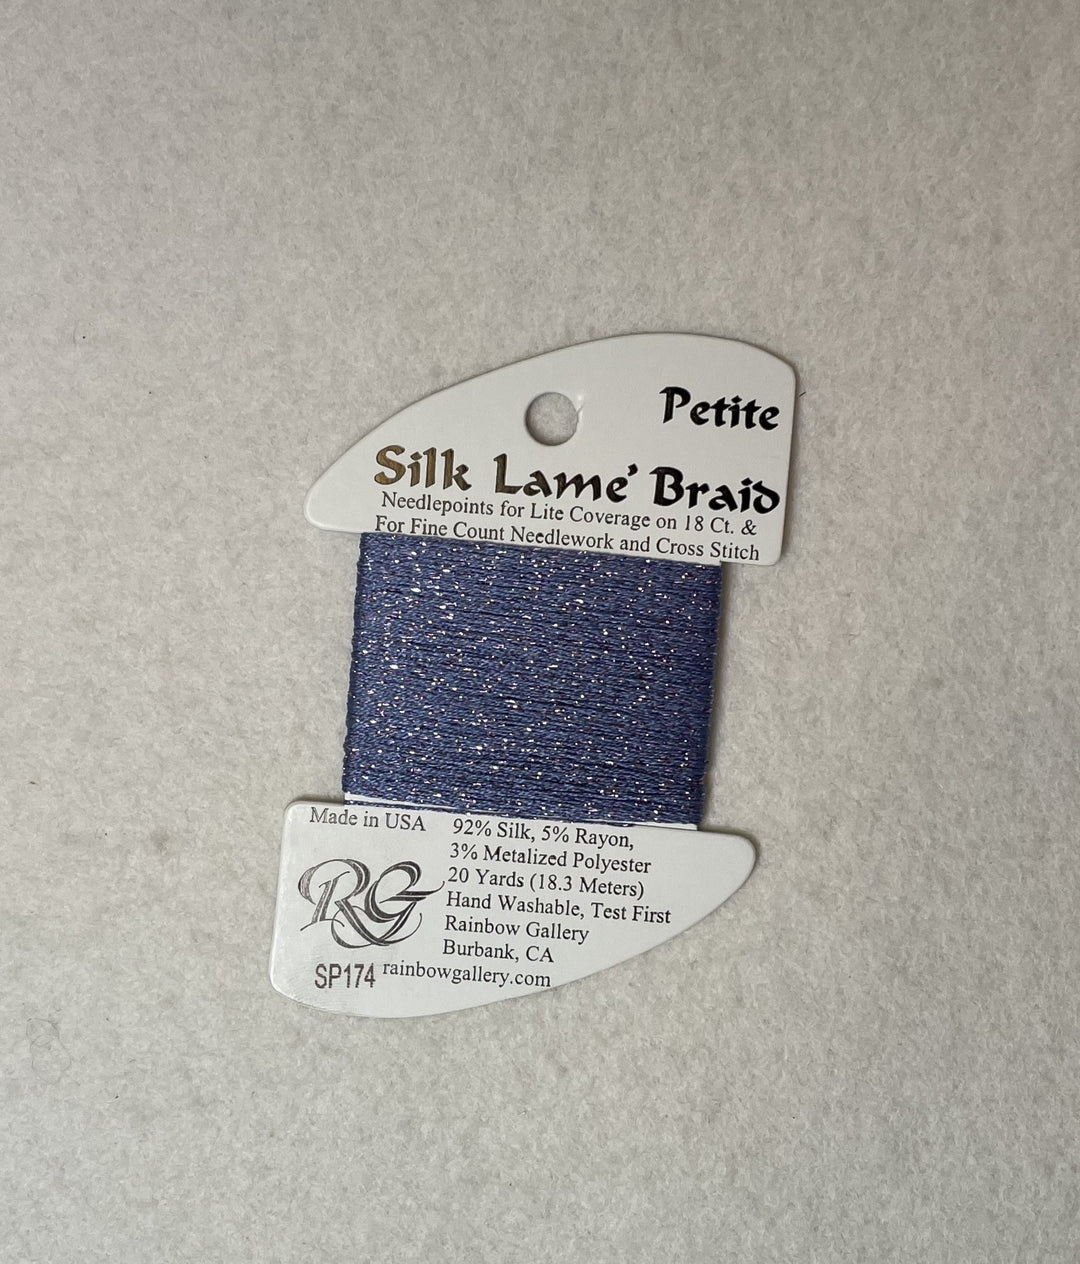 Petite
Silk Lame' Braid
Needlepoints for Lite Coverage on 18 Ct. &
For Fine Count Needlework and Cross Stitch
Made in USA
92% Silk, 5% Rayon,
3% Metalized Polyester
20 Yards (18.3 Meters)
Hand Washable, Test First
Rainbow Gallery
Burbank, CA
rainbowgallery.com
RG
SP174